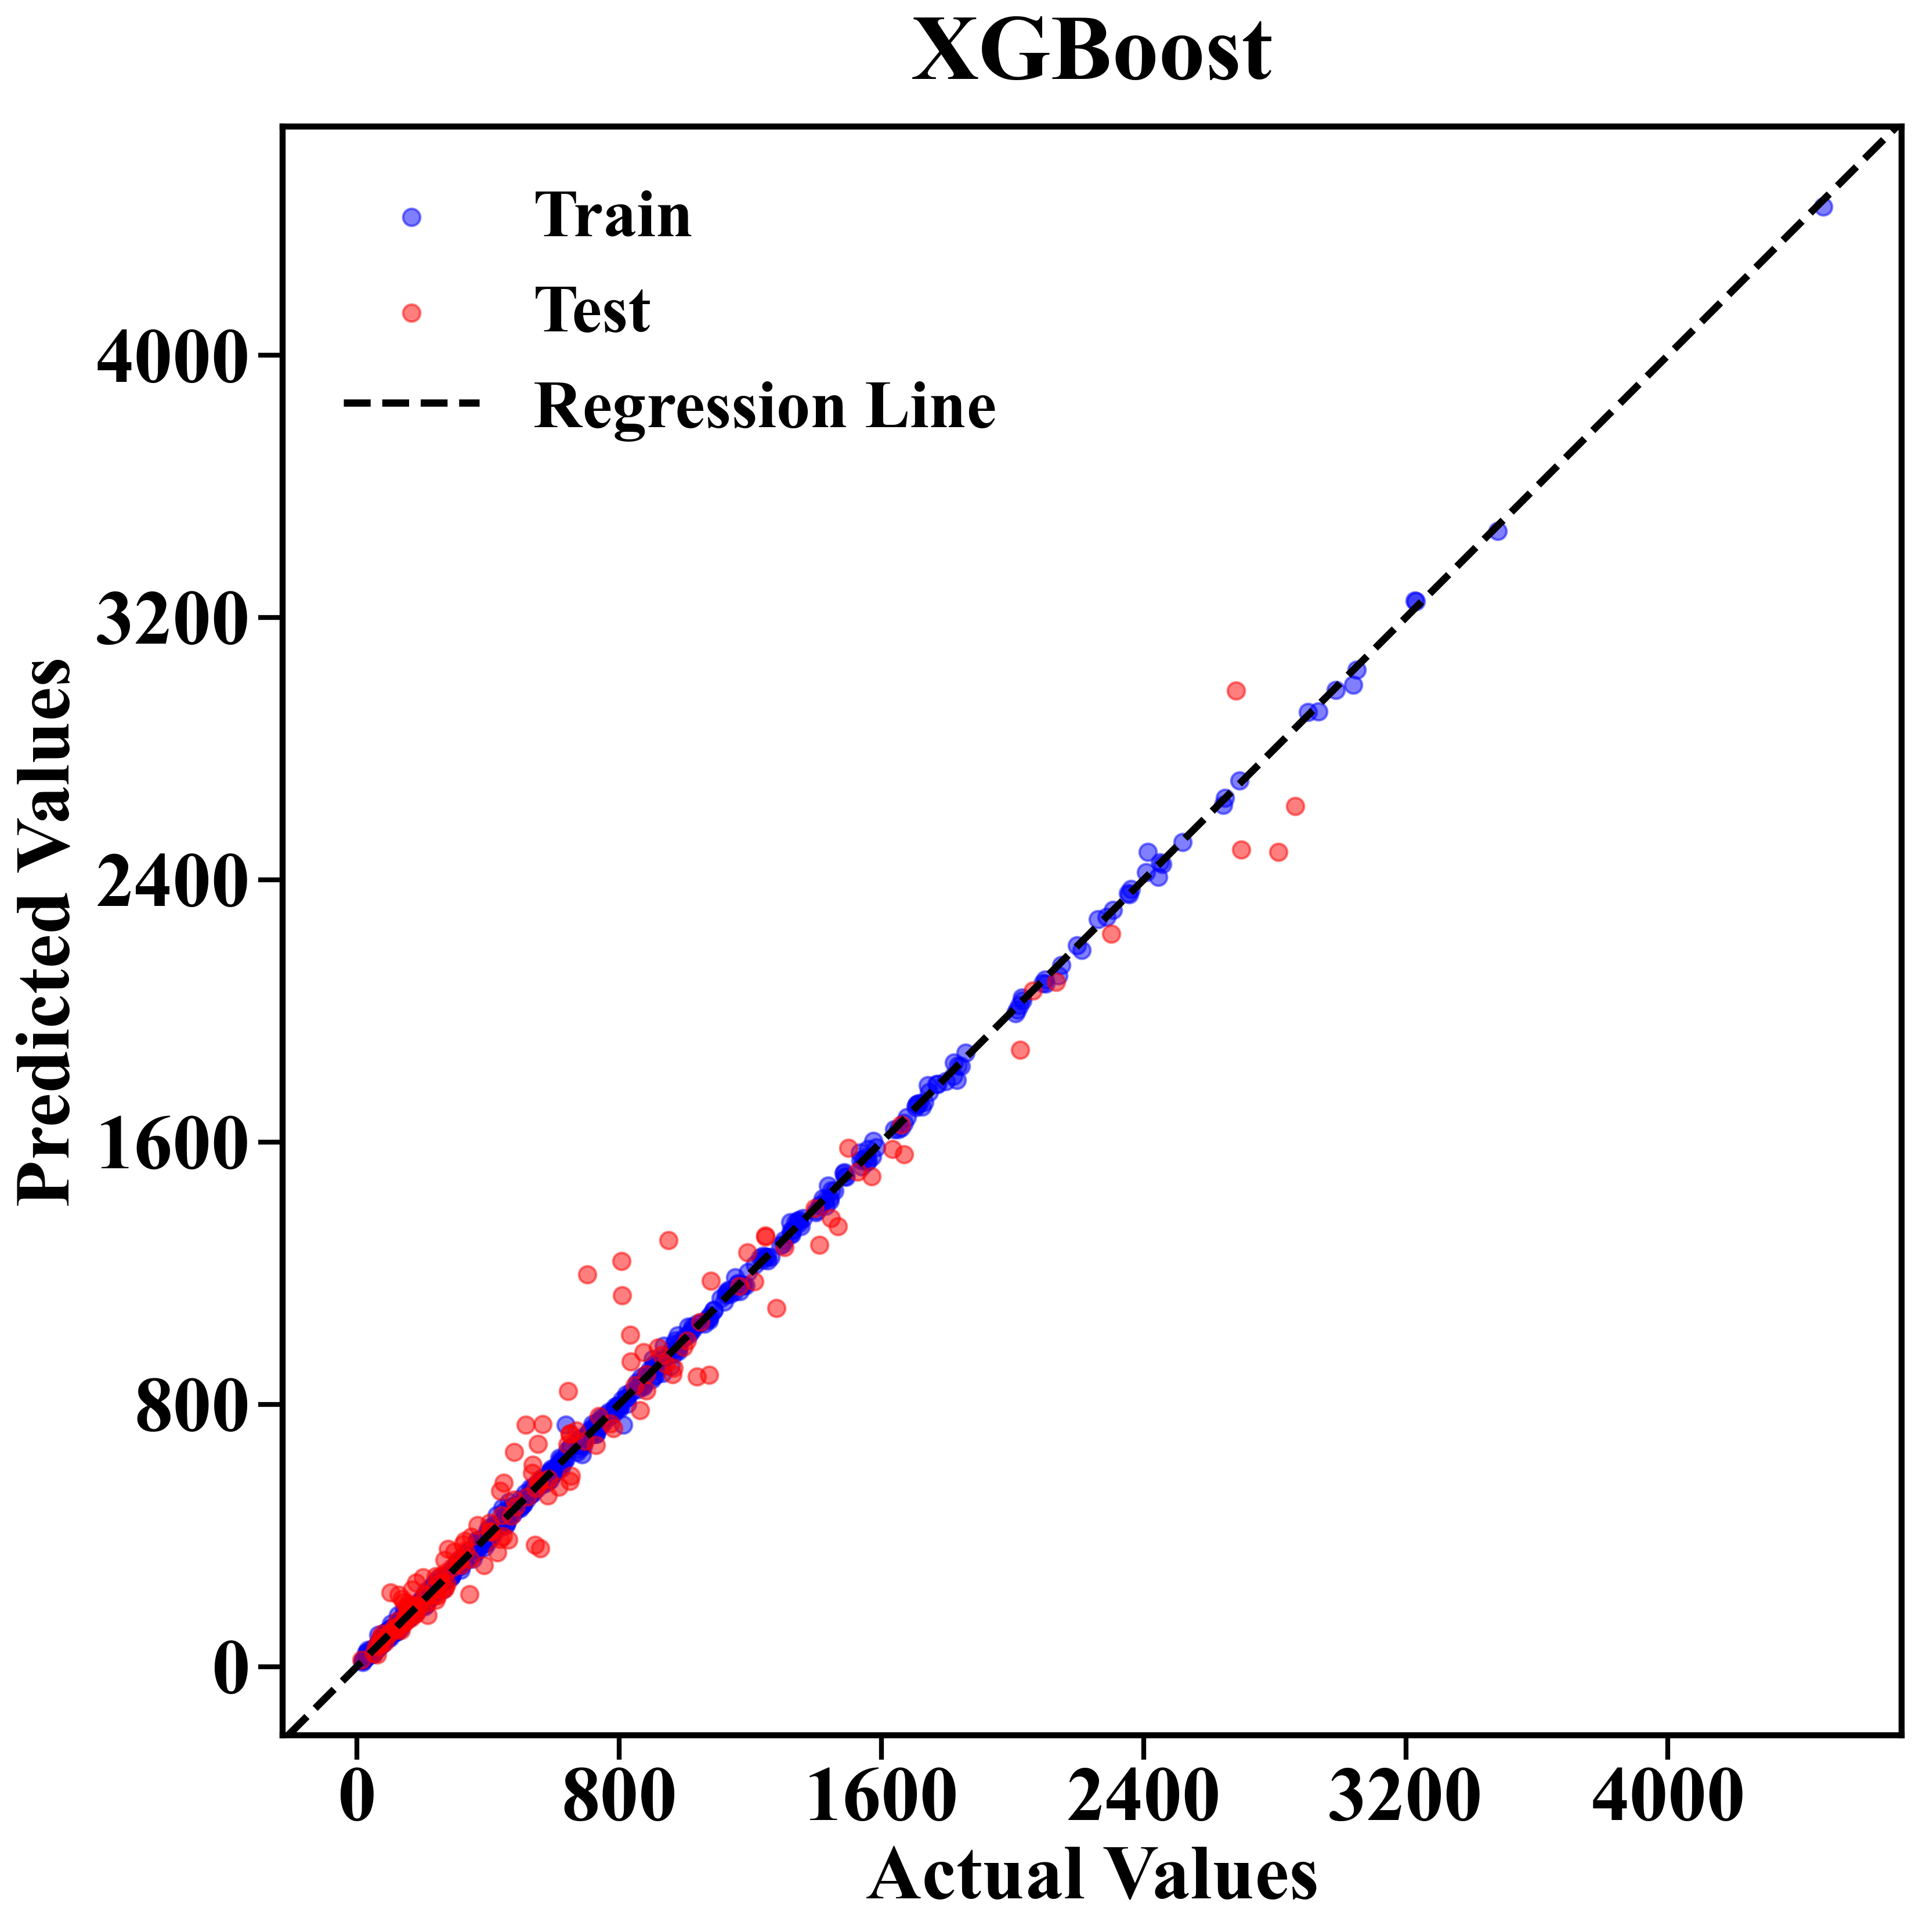 XGBoost
Train
Test
Regression Line
4000
3200
2400
1600
800
0
Predicted Values
0 800 1600 2400 3200 4000
Actual Values